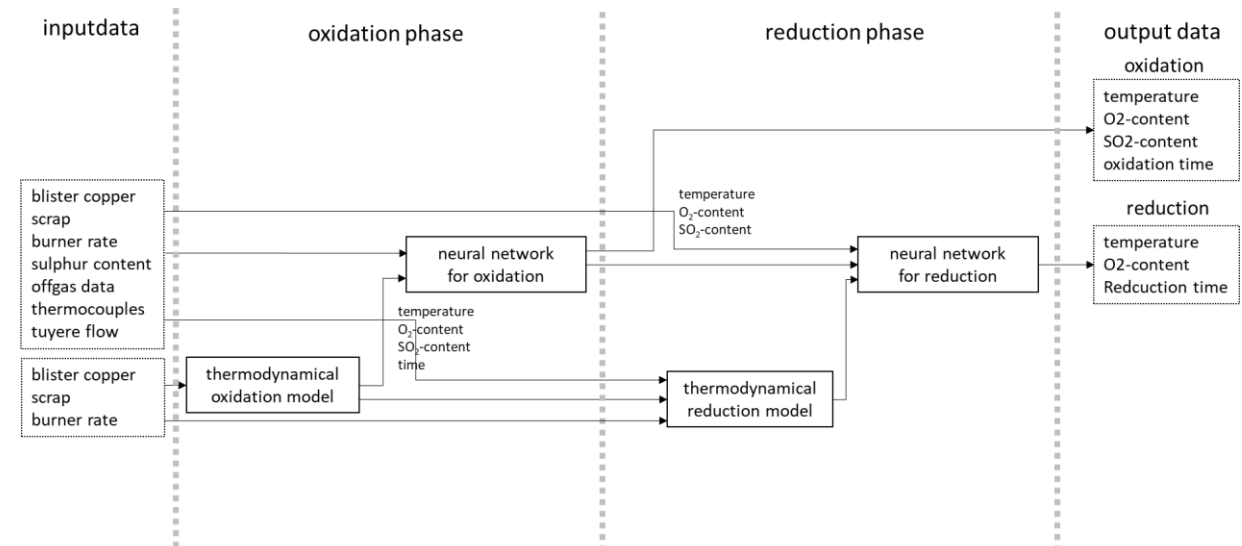 inputdata
oxidation phase
reduction phase
output data
oxidation
temperature
O2-content
SO2-content
oxidation time
blister copper
scrap
burner rate
sulphur content
offgas data
thermocouples
tuyere flow
temperature
O₂-content
SO₂-content
neural network
for oxidation
neural network
for reduction
reduction
temperature
O2-content
Redcuction time
temperature
O₂-content
SO₂-content
time
blister copper
scrap
burner rate
thermodynamical
oxidation model
thermodynamical
reduction model